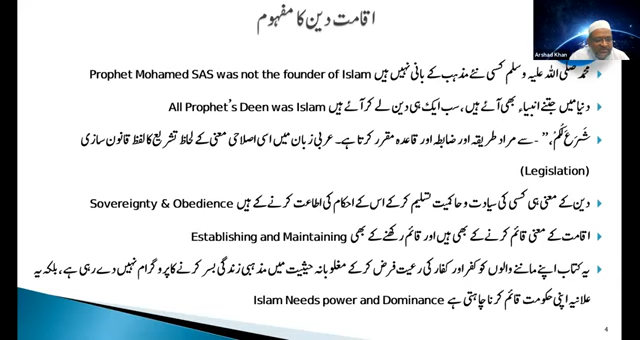 اقامت دین کا مفہوم
Arshad Khan
محمد صلی اللہ علیہ وسلم کسی نئے مذہب کے بانی نہیں ہیں Prophet Mohamed SAS was not the founder of Islam
دنیا میں جتنے انبیاء بھی آئے ہیں، سب ایک ہی دین لے کر آئے ہیں All Prophet's Deen was Islam
شَرَعَ لَکُمْ، ”- سے مراد طریقہ اور ضابطہ اور قاعدہ مقرر کرنا ہے۔ عربی زبان میں اسی اصلاحی معنی کے لحاظ تشریع کا لفظ قانون سازی
(Legislation)
دین کے معنی ہی کسی کی سیادت و حاکمیت تسلیم کرکے اس کے احکام کی اطاعت کرنے کے ہیں Sovereignty & Obedience
اقامت کے معنی قائم کرنے کے بھی ہیں اور قائم رکھنے کے بھی Establishing and Maintaining
یہ کتاب اپنے ماننے والوں کو کفر اور کفار کی رعیت فرض کرکے مغلوبانہ حیثیت میں مذہبی زندگی بسر کرنے کا پروگرام نہیں دے رہی ہے، بلکہ یہ
علانیہ اپنی حکومت قائم کرنا چاہتی ہے Islam Needs power and Dominance
4